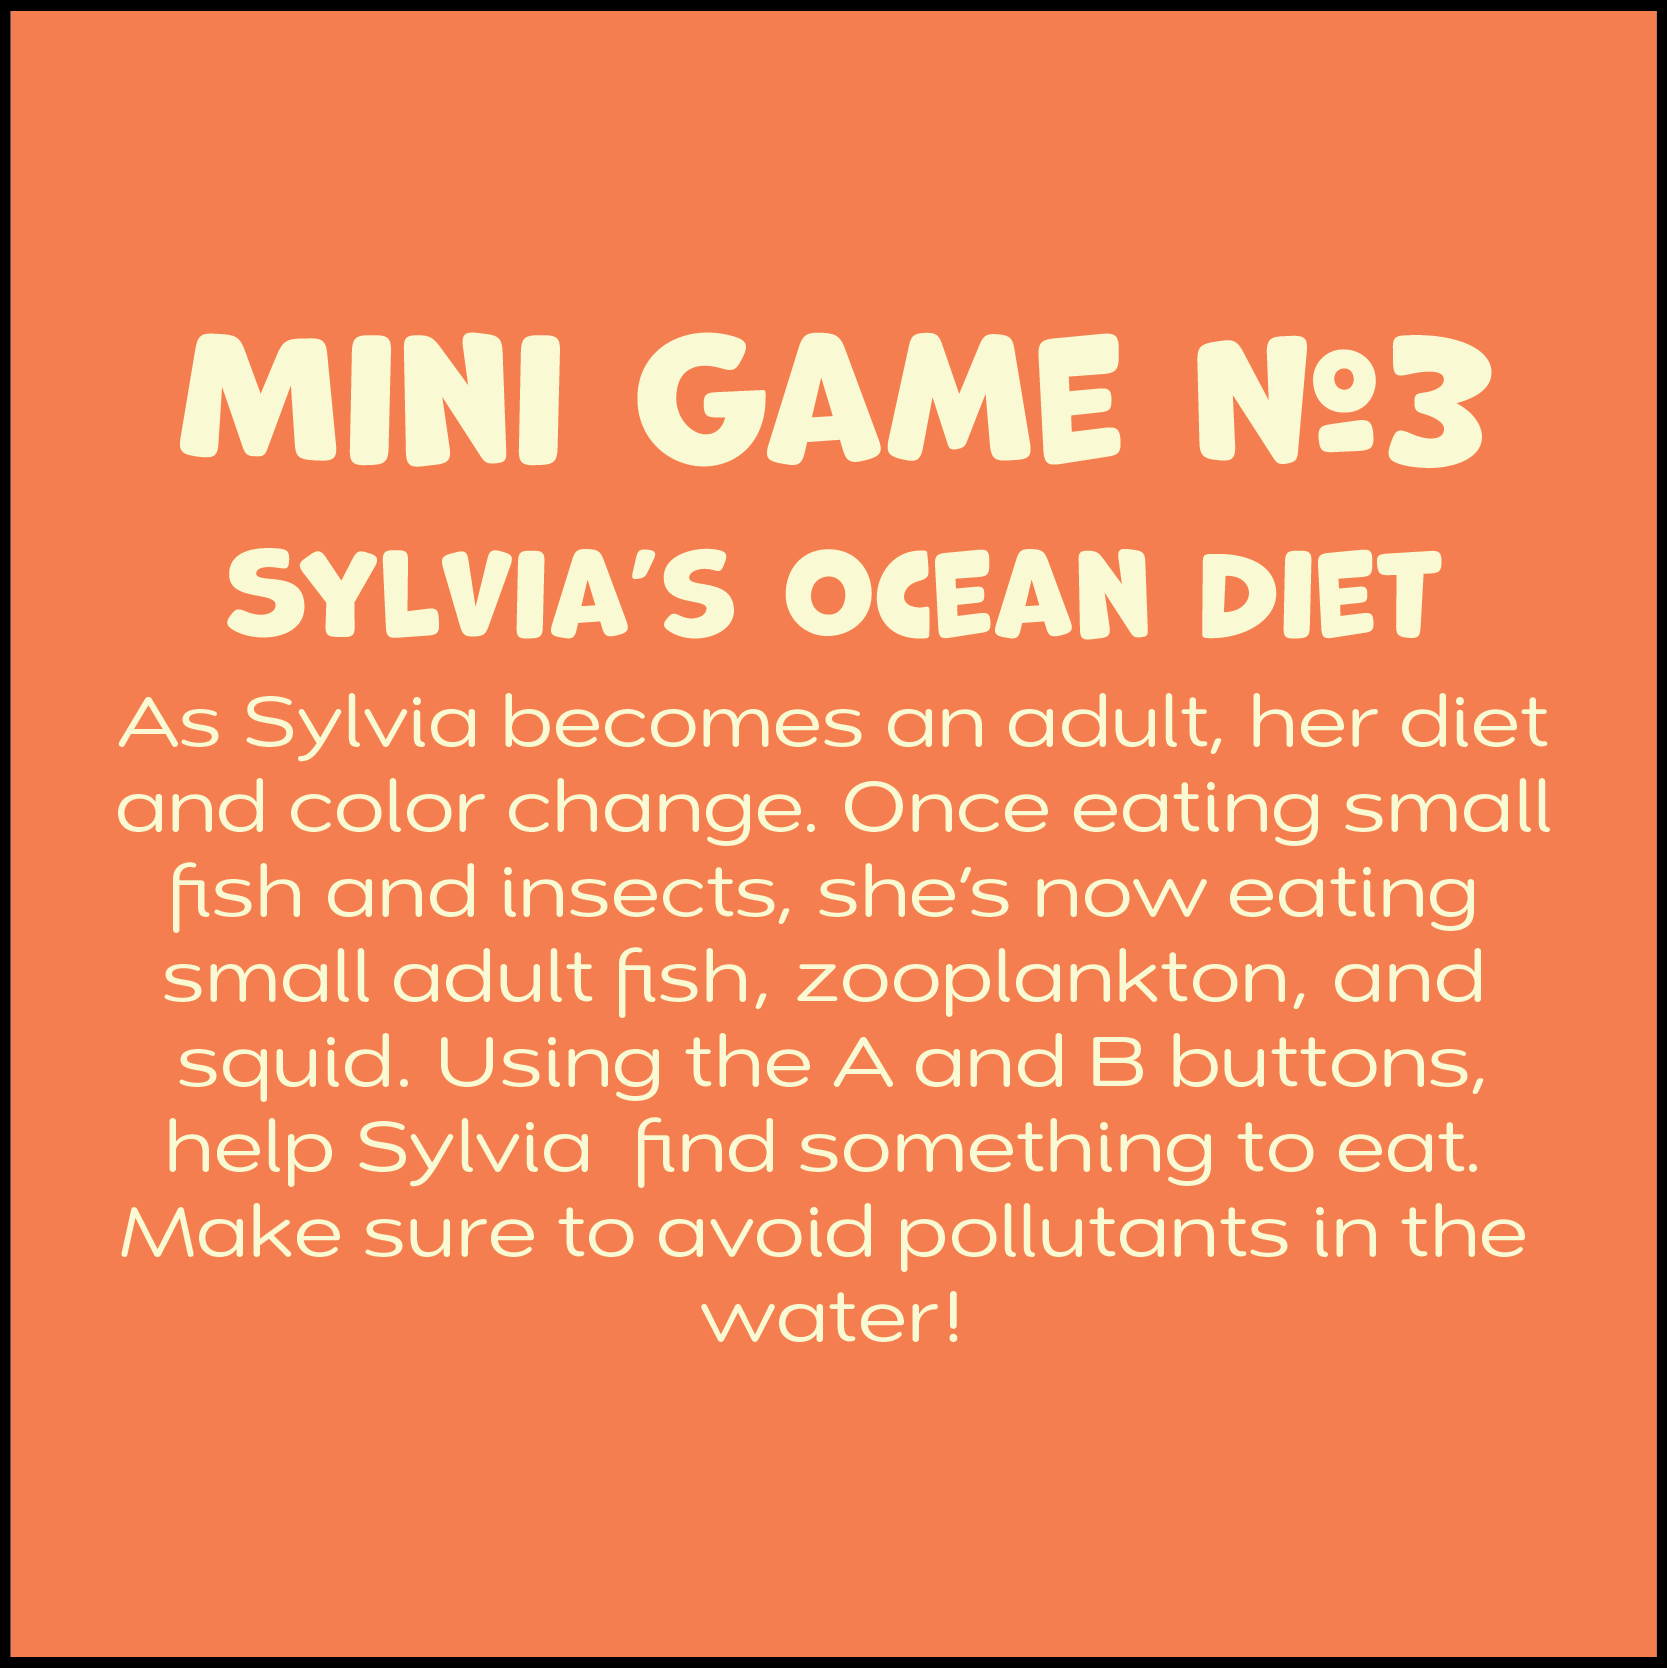 MINI GAME №3
SYLVIA'S OCEAN DIET
As Sylvia becomes an adult, her diet
and color change. Once eating small
fish and insects, she's now eating
small adult fish, zooplankton, and
squid. Using the A and B buttons,
help Sylvia  find something to eat.
Make sure to avoid pollutants in the
water!